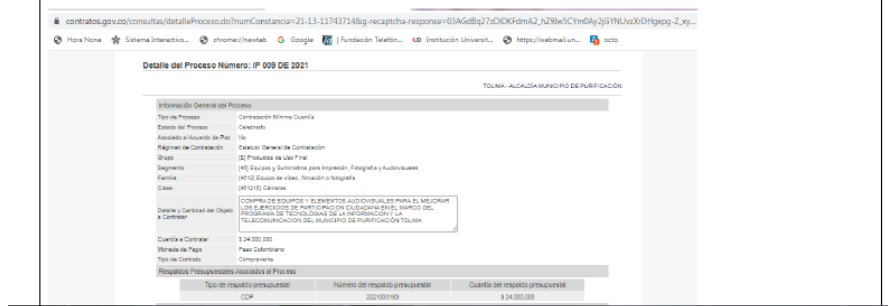 contratos.gov.co/consultas/detalleProceso.do?numConstancia=21-13-11743714&g-recaptcha-response=
Hora Nona Sistema Interactivo... chrome://newtab Google | Fundación Telefón... UD Institución Universit... https://webmail.un... octo
Detalle del Proceso Número: IP 009 DE 2021
TOLIMA - ALCALDÍA MUNICIPIO DE PURIFICACIÓN
Información General del Proceso
Tipo de Proceso Contratación Mínima Cuantía
Estado del Proceso Celebrado
Asociado al Acuerdo de Paz No
Régimen de Contratación Estatuto General de Contratación
Grupo [E] Productos de Uso Final
Segmento [45] Equipos y Suministros para Impresión, Fotografía y Audiovisuales
Familia [4512] Equipo de vídeo, filmación o fotografía
Clase [451215] Cámaras
Detalle y Cantidad del Objeto a Contratar
COMPRA DE EQUIPOS Y ELEMENTOS AUDIOVISUALES PARA EL MEJORAR
LOS EJERCICIOS DE PARTICIPACION CIUDADANA EN EL MARCO DEL
PROGRAMA DE TECNOLOGIAS DE LA INFORMACION Y LA
TELECOMUNICACION DEL MUNICIPIO DE PURIFICACIÓN TOLIMA
Cuantía a Contratar $ 24.000.000
Moneda de Pago Peso Colombiano
Tipo de Contrato Compraventa
Respaldos Presupuestales Asociados al Proceso
Tipo de respaldo presupuestal Número del respaldo presupuestal Cuantía del respaldo presupuestal
CDP 2021000193 $ 24.000.000